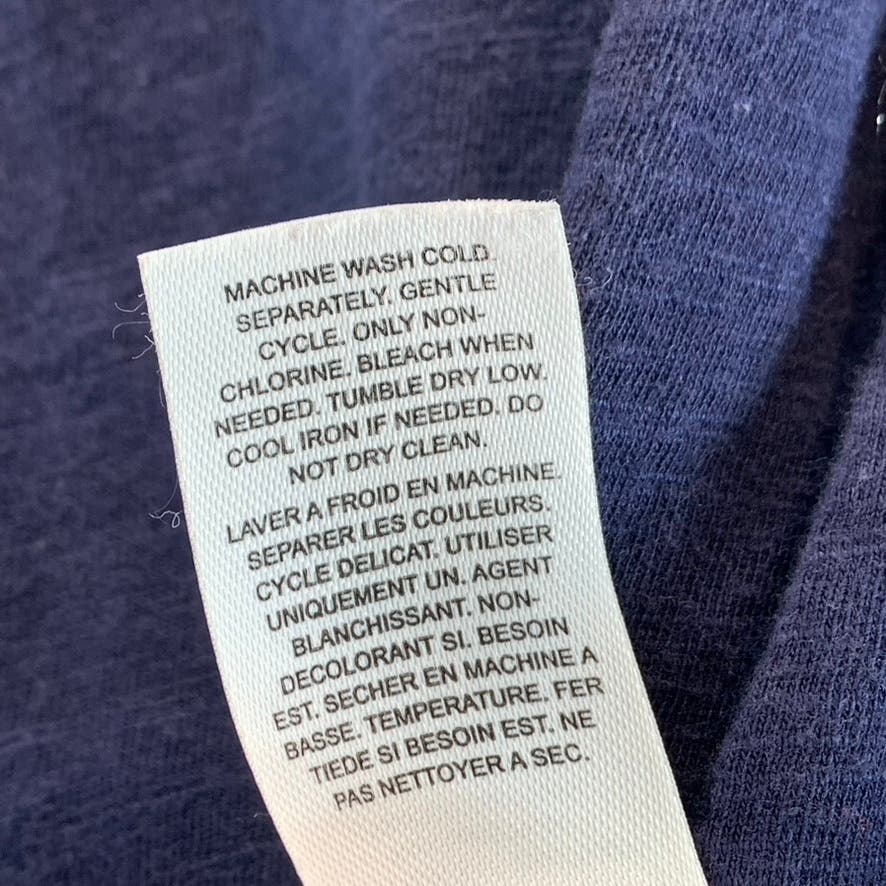 MACHINE WASH COLD.
SEPARATELY. GENTLE
CYCLE. ONLY NON-
CHLORINE. BLEACH WHEN
NEEDED. TUMBLE DRY LOW.
COOL IRON IF NEEDED. DO
NOT DRY CLEAN.
LAVER A FROID EN MACHINE.
SEPARER LES COULEURS.
CYCLE DELICAT. UTILISER
UNIQUEMENT UN. AGENT
BLANCHISSANT. NON-
DECOLORANT SI. BESOIN
EST. SECHER EN MACHINE A
BASSE. TEMPERATURE. FER
TIEDE SI BESOIN EST. NE
PAS NETTOYER A SEC.